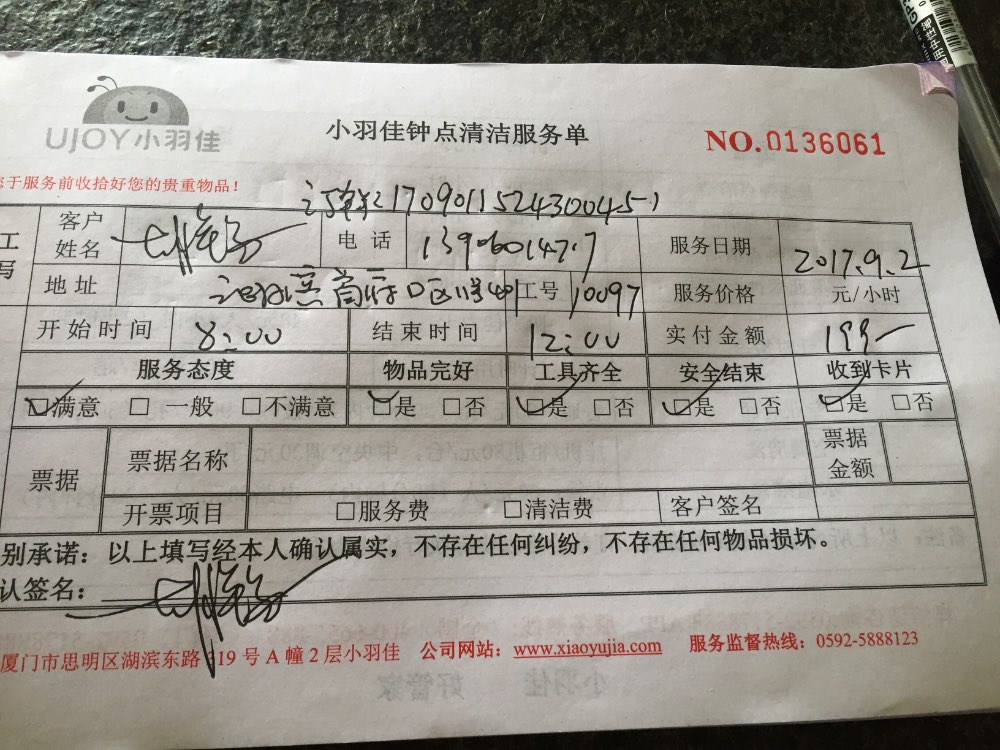 UJOY小羽佳
小羽佳钟点清洁服务单
NO.0136061
您于服务前收拾好您的贵重物品！
客户姓名
电话
服务日期 2017.9.2
地址
工号 10097
服务价格 元/小时
开始时间 8:00
结束时间 12:00
实付金额 199
服务态度 物品完好 工具齐全 安全结束 收到卡片
☑满意 □一般 □不满意 ☑是 □否 ☑是 □否 ☑是 □否 ☑是 □否
票据 票据名称 票据金额
开票项目 □服务费 □清洁费 客户签名
别承诺：以上填写经本人确认属实，不存在任何纠纷，不存在任何物品损坏。
认签名：
厦门市思明区湖滨东路319号A幢2层小羽佳 公司网站：www.xiaoyujia.com 服务监督热线：0592-5888123